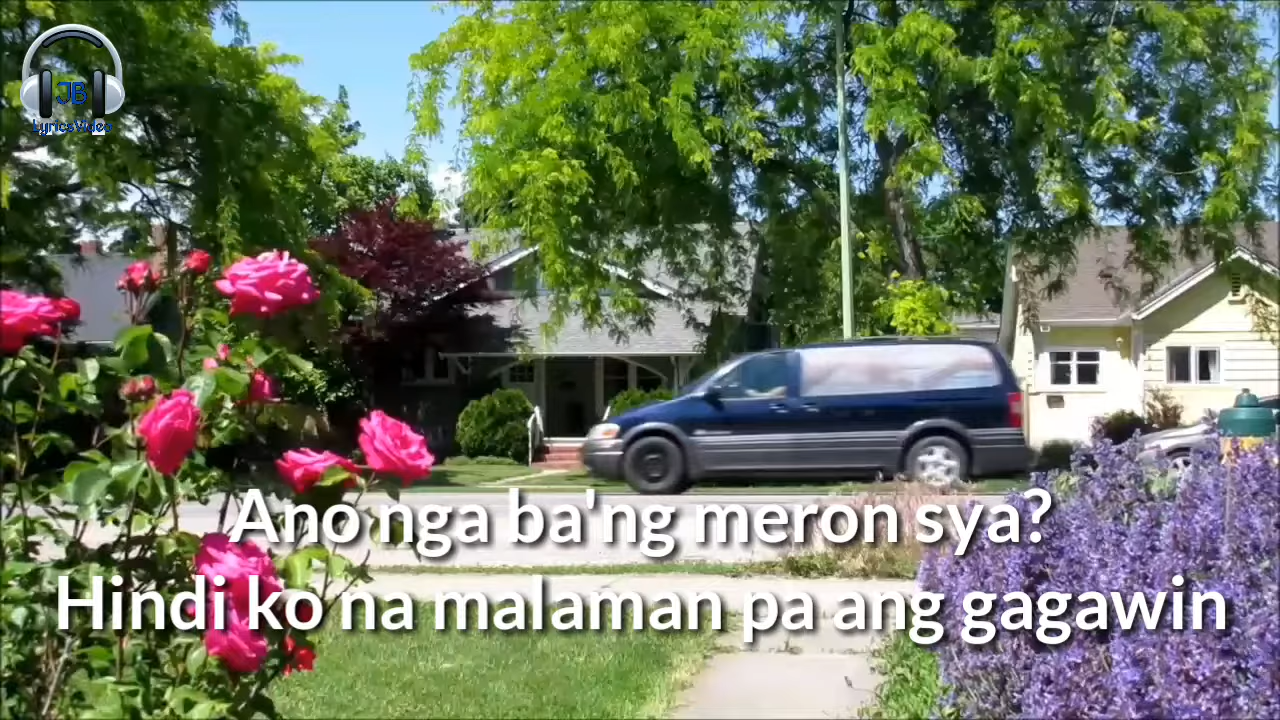 JB
LyricsVideo
Ano nga ba'ng meron sya?
Hindi ko na malaman pa ang gagawin